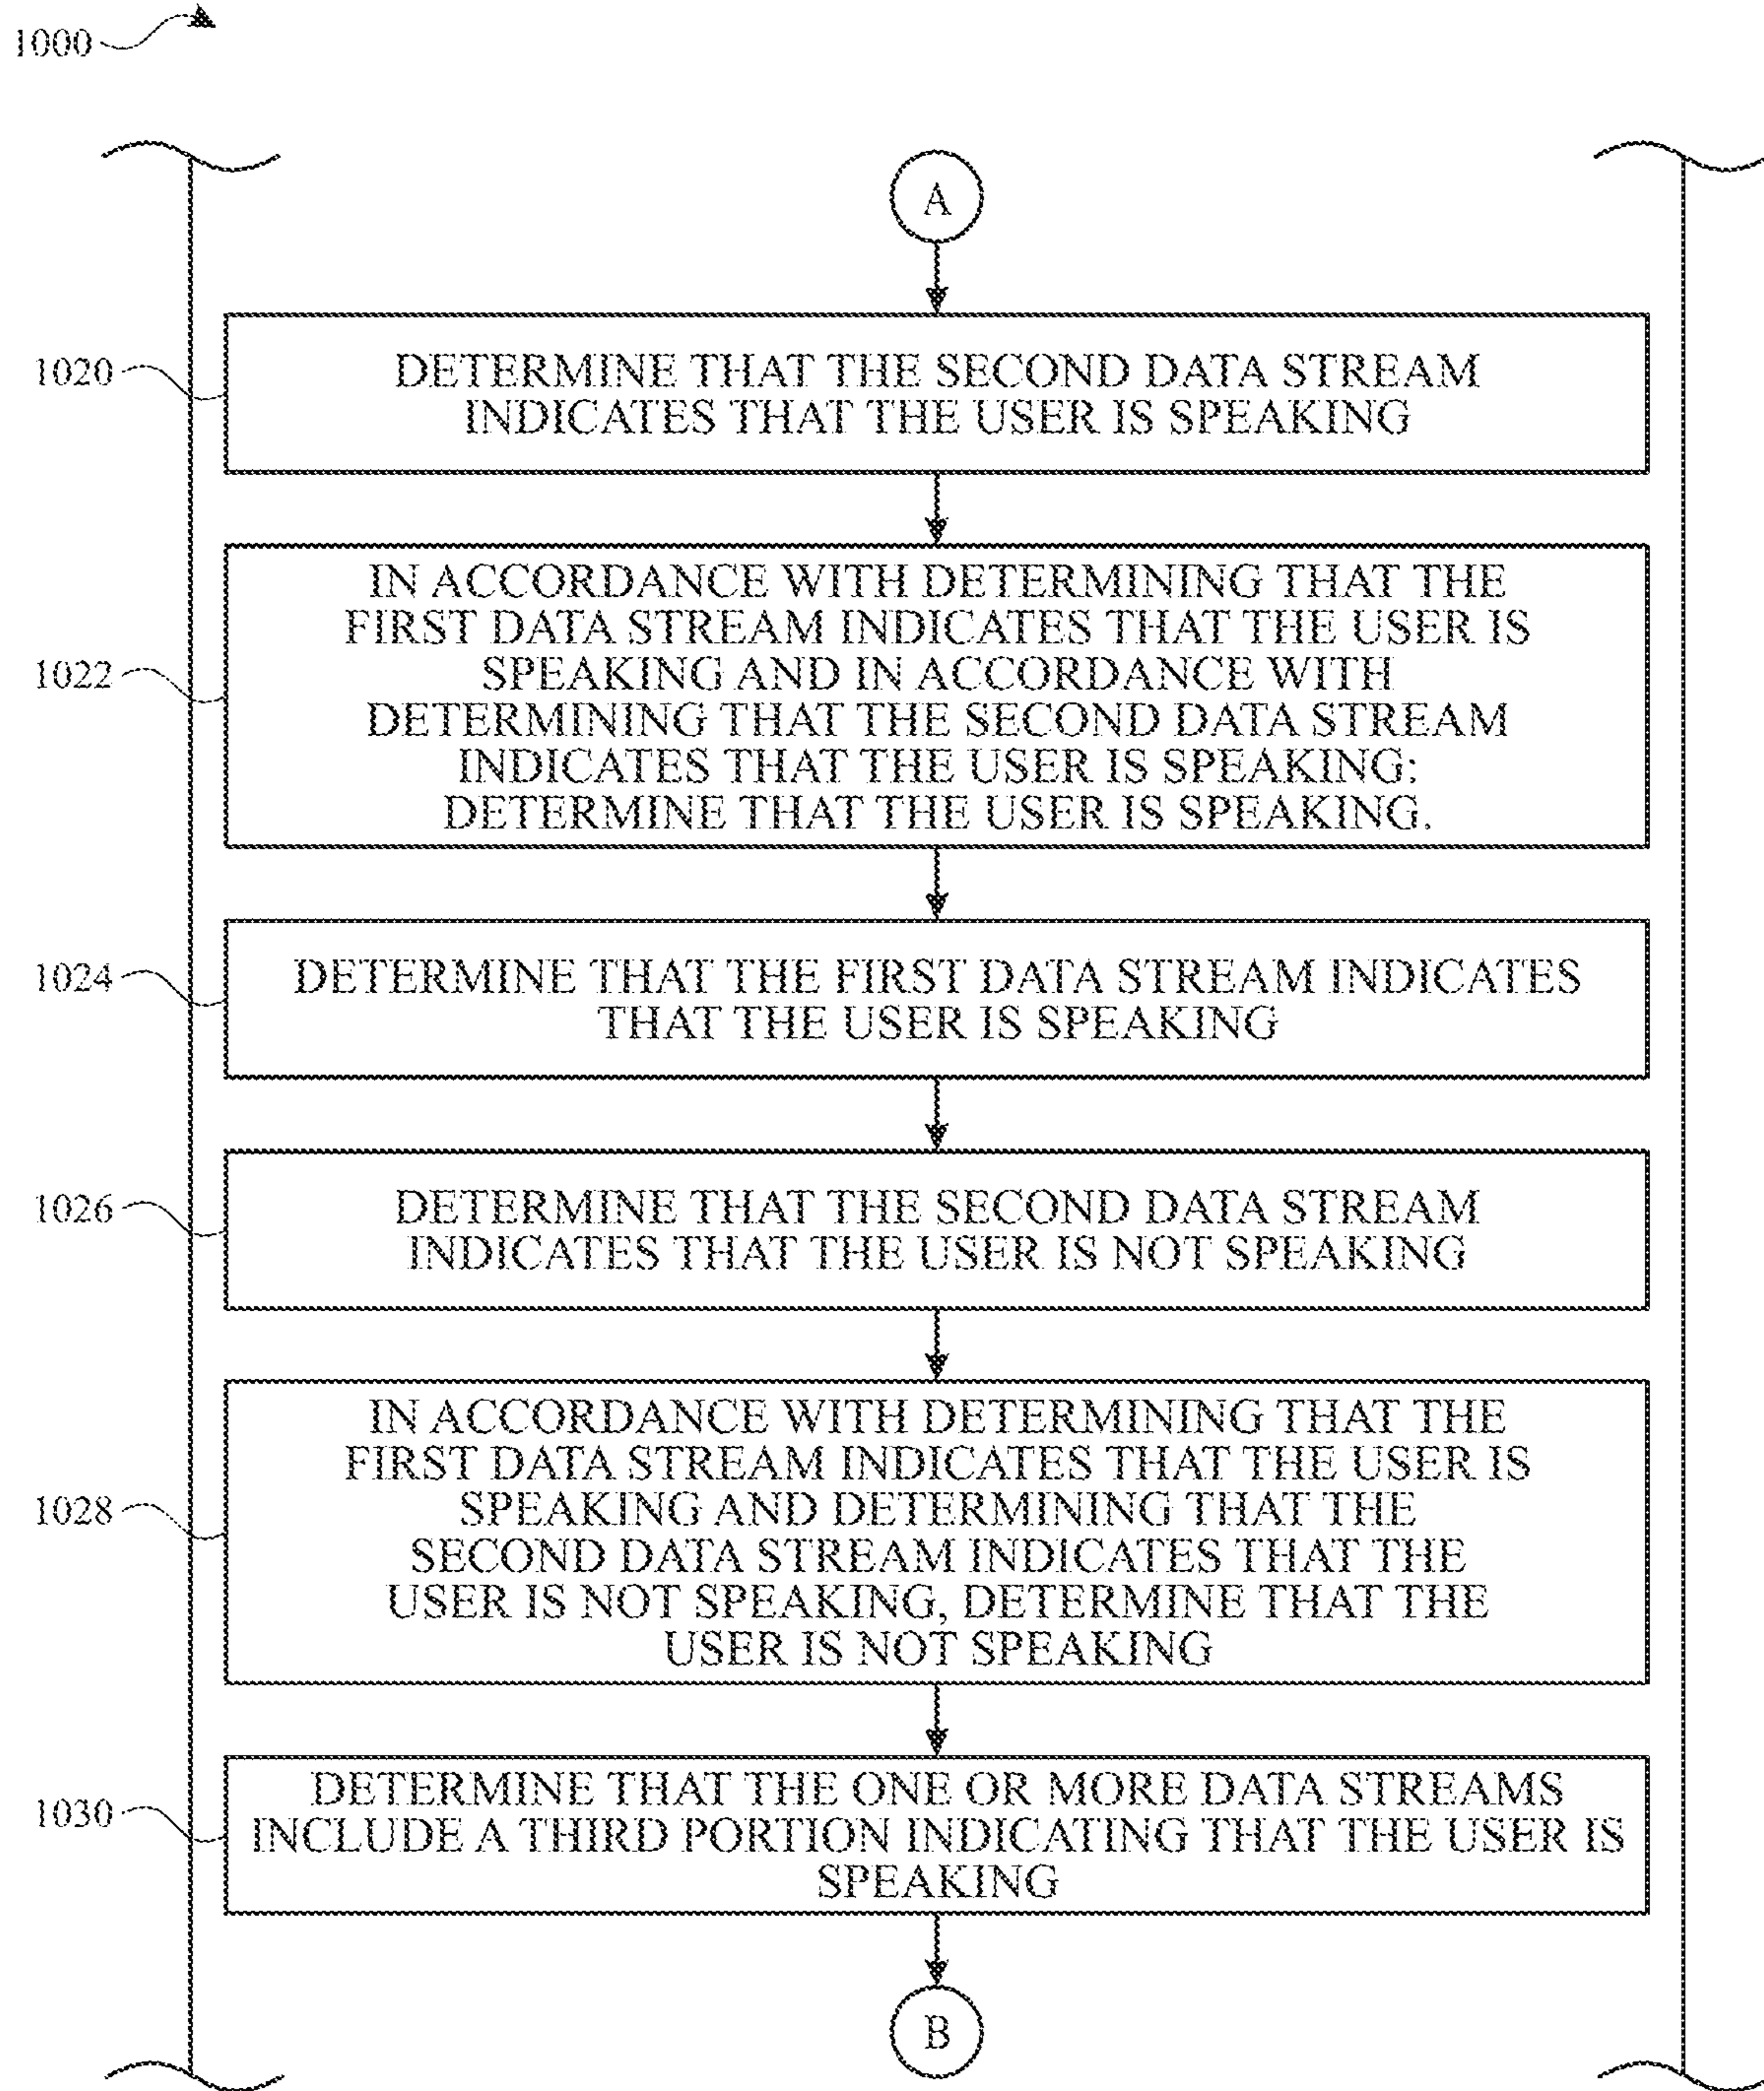 1000
A
1020
DETERMINE THAT THE SECOND DATA STREAM
INDICATES THAT THE USER IS SPEAKING
1022
IN ACCORDANCE WITH DETERMINING THAT THE
FIRST DATA STREAM INDICATES THAT THE USER IS
SPEAKING AND IN ACCORDANCE WITH
DETERMINING THAT THE SECOND DATA STREAM
INDICATES THAT THE USER IS SPEAKING:
DETERMINE THAT THE USER IS SPEAKING.
1024
DETERMINE THAT THE FIRST DATA STREAM INDICATES
THAT THE USER IS SPEAKING
1026
DETERMINE THAT THE SECOND DATA STREAM
INDICATES THAT THE USER IS NOT SPEAKING
1028
IN ACCORDANCE WITH DETERMINING THAT THE
FIRST DATA STREAM INDICATES THAT THE USER IS
SPEAKING AND DETERMINING THAT THE
SECOND DATA STREAM INDICATES THAT THE
USER IS NOT SPEAKING, DETERMINE THAT THE
USER IS NOT SPEAKING
1030
DETERMINE THAT THE ONE OR MORE DATA STREAMS
INCLUDE A THIRD PORTION INDICATING THAT THE USER IS
SPEAKING
B